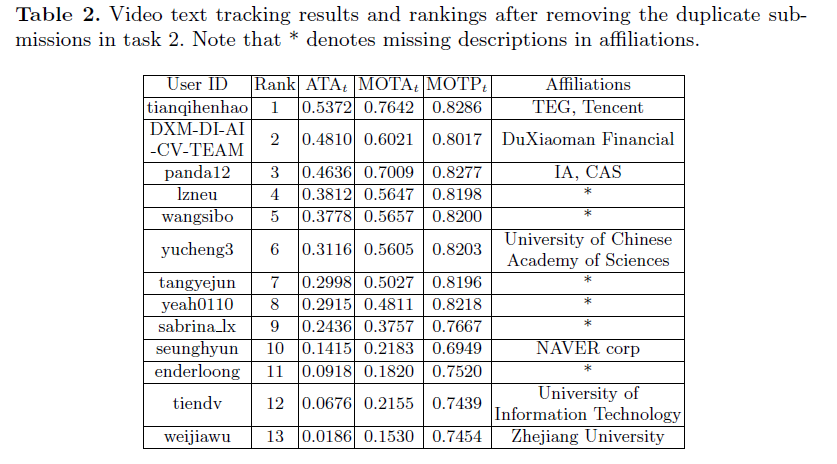 Table 2. Video text tracking results and rankings after removing the duplicate sub-
missions in task 2. Note that * denotes missing descriptions in affiliations.
User ID Rank ATAt MOTAt MOTPt Affiliations
tianqihenhao 1 0.5372 0.7642 0.8286 TEG, Tencent
DXM-DI-AI
-CV-TEAM 2 0.4810 0.6021 0.8017 DuXiaoman Financial
panda12 3 0.4636 0.7009 0.8277 IA, CAS
lzneu 4 0.3812 0.5647 0.8198 *
wangsibo 5 0.3778 0.5657 0.8200 *
yucheng3 6 0.3116 0.5605 0.8203 University of Chinese
Academy of Sciences
tangyejun 7 0.2998 0.5027 0.8196 *
yeah0110 8 0.2915 0.4811 0.8218 *
sabrina_lx 9 0.2436 0.3757 0.7667 *
seunghyun 10 0.1415 0.2183 0.6949 NAVER corp
enderloong 11 0.0918 0.1820 0.7520 *
tiendv 12 0.0676 0.2155 0.7439 University of
Information Technology
weijiawu 13 0.0186 0.1530 0.7454 Zhejiang University